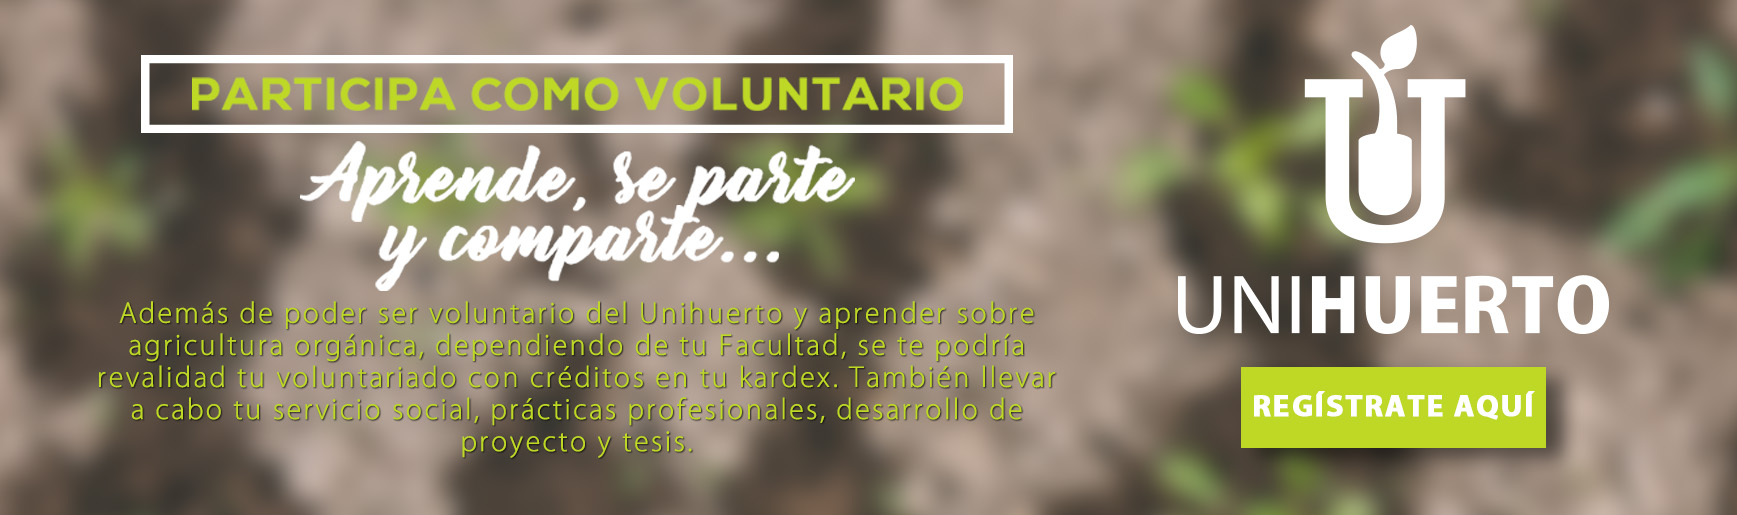 PARTICIPA COMO VOLUNTARIO
Aprende, se parte
y comparte...
Además de poder ser voluntario del Unihuerto y aprender sobre
agricultura orgánica, dependiendo de tu Facultad, se te podría
revalidad tu voluntariado con créditos en tu kardex. También llevar
a cabo tu servicio social, prácticas profesionales, desarrollo de
proyecto y tesis.
UNIHUERTO
REGÍSTRATE AQUÍ